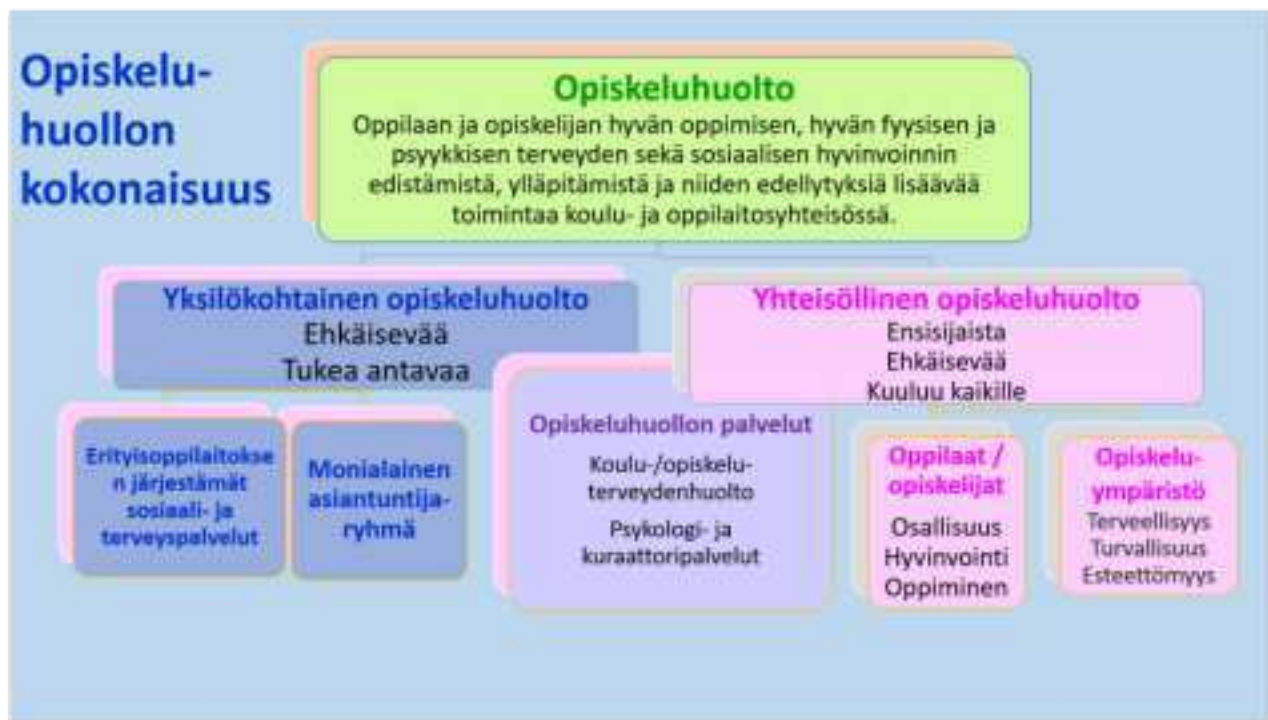 Opiskelu-
huollon
kokonaisuus
Opiskeluhuolto
Oppilaan ja opiskelijan hyvän oppimisen, hyvän fyysisen ja
psyykkisen terveyden sekä sosiaalisen hyvinvoinnin
edistämistä, ylläpitämistä ja niiden edellytyksiä lisäävää
toimintaa koulu- ja oppilaitosyhteisössä.
Yksilökohtainen opiskeluhuolto
Ehkäisevää
Tukea antavaa
Yhteisöllinen opiskeluhuolto
Ensisijaista
Ehkäisevää
Kuuluu kaikille
Erityisoppilaitokse
n järjestämät
sosiaali- ja
terveyspalvelut
Monialainen
asiantuntija-
ryhmä
Opiskeluhuollon palvelut
Koulu-/opiskelu-
terveydenhuolto
Psykologi- ja
kuraattoripalvelut
Oppilaat /
opiskelijat
Osallisuus
Hyvinvointi
Oppiminen
Opiskelu-
ympäristö
Terveellisyys
Turvallisuus
Esteettömyys